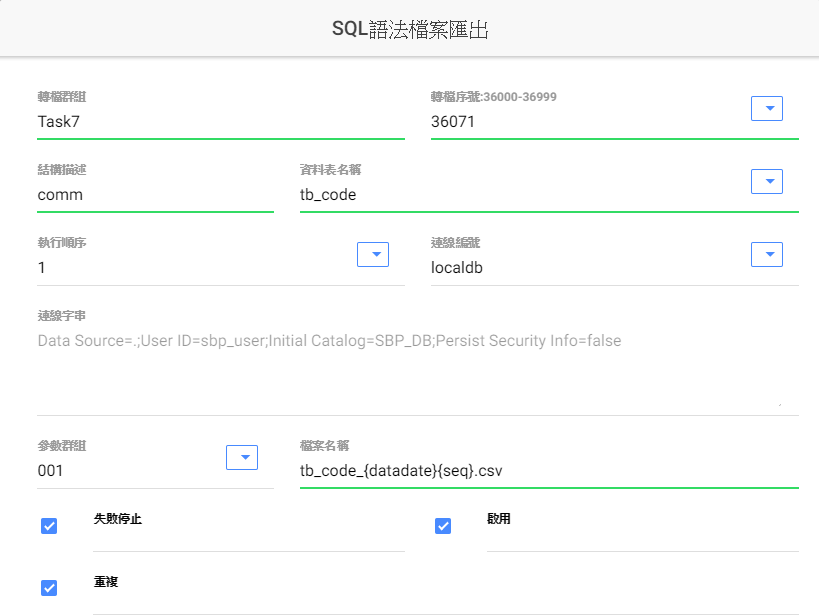 SQL語法檔案匯出
轉檔群組
轉檔序號:36000-36999
Task7
36071
結構描述
資料表名稱
comm
tb_code
執行順序
連線編號
1
localdb
連線字串
Data Source=.;User ID=sbp_user;Initial Catalog=SBP_DB;Persist Security Info=false
參數群組
檔案名稱
001
tb_code_{datadate}{seq}.csv
失敗停止
啟用
重複